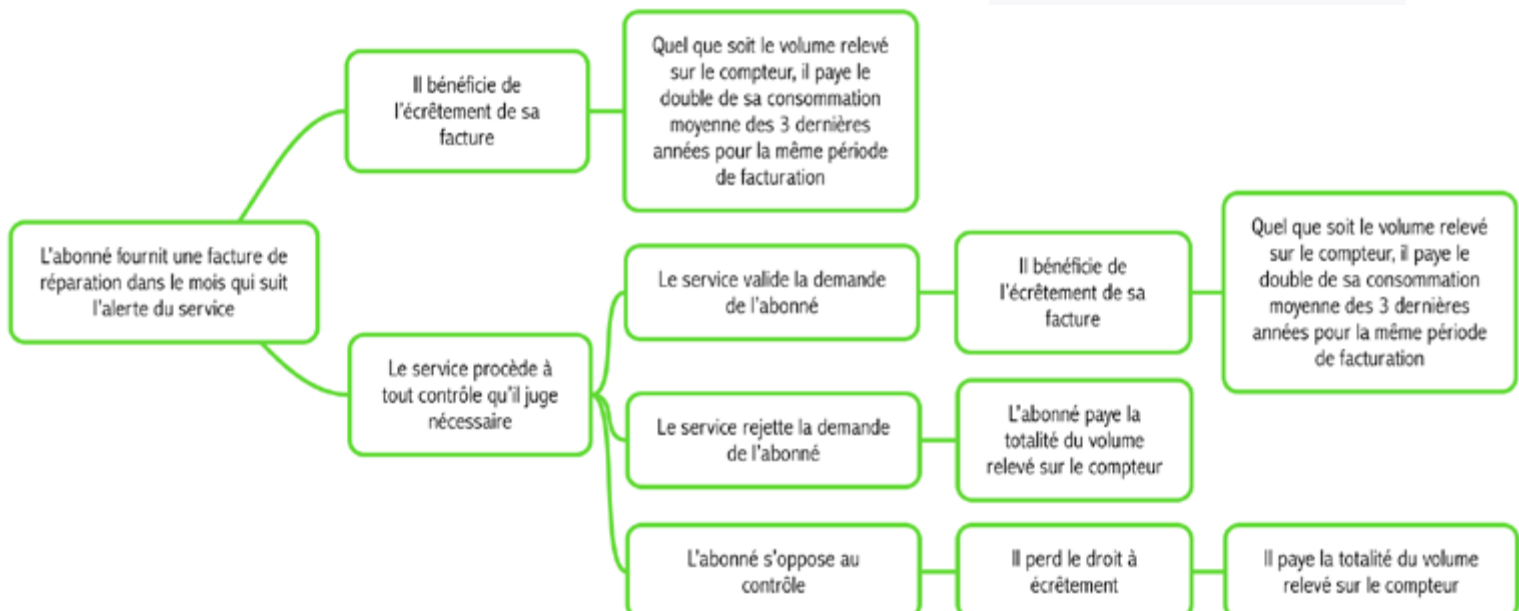 L'abonné fournit une facture de
réparation dans le mois qui suit
l'alerte du service
Il bénéficie de
l'écrêtement de sa
facture
Quel que soit le volume relevé
sur le compteur, il paye le
double de sa consommation
moyenne des 3 dernières
années pour la même période
de facturation
Le service procède à
tout contrôle qu'il juge
nécessaire
Le service valide la demande
de l'abonné
Il bénéficie de
l'écrêtement de sa
facture
Quel que soit le volume relevé
sur le compteur, il paye le
double de sa consommation
moyenne des 3 dernières
années pour la même période
de facturation
Le service rejette la demande
de l'abonné
L'abonné paye la
totalité du volume
relevé sur le compteur
L'abonné s'oppose au
contrôle
Il perd le droit à
écrêtement
Il paye la totalité du volume
relevé sur le compteur